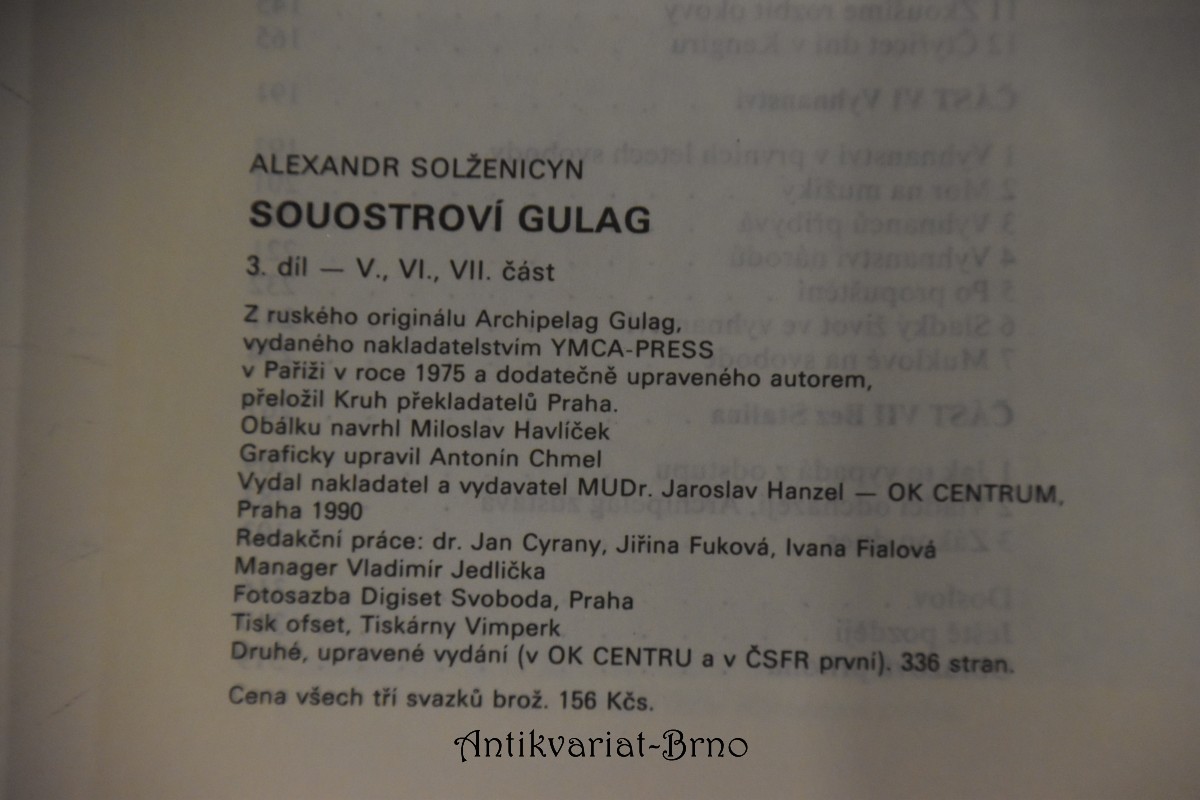 ALEXANDR SOLŽENICYN
SOUOSTROVÍ GULAG
3. díl — V., VI., VII. část
Z ruského originálu Archipelag Gulag,
vydaného nakladatelstvím YMCA-PRESS
v Paříži v roce 1975 a dodatečně upraveného autorem,
přeložil Kruh překladatelů Praha.
Obálku navrhl Miloslav Havlíček
Graficky upravil Antonín Chmel
Vydal nakladatel a vydavatel MUDr. Jaroslav Hanzel — OK CENTRUM,
Praha 1990
Redakční práce: dr. Jan Cyrany, Jiřina Fuková, Ivana Fialová
Manager Vladimír Jedlička
Fotosazba Digiset Svoboda, Praha
Tisk ofset, Tiskárny Vimperk
Druhé, upravené vydání (v OK CENTRU a v ČSFR první). 336 stran.
Cena všech tří svazků brož. 156 Kčs.
Antikvariat-Brno